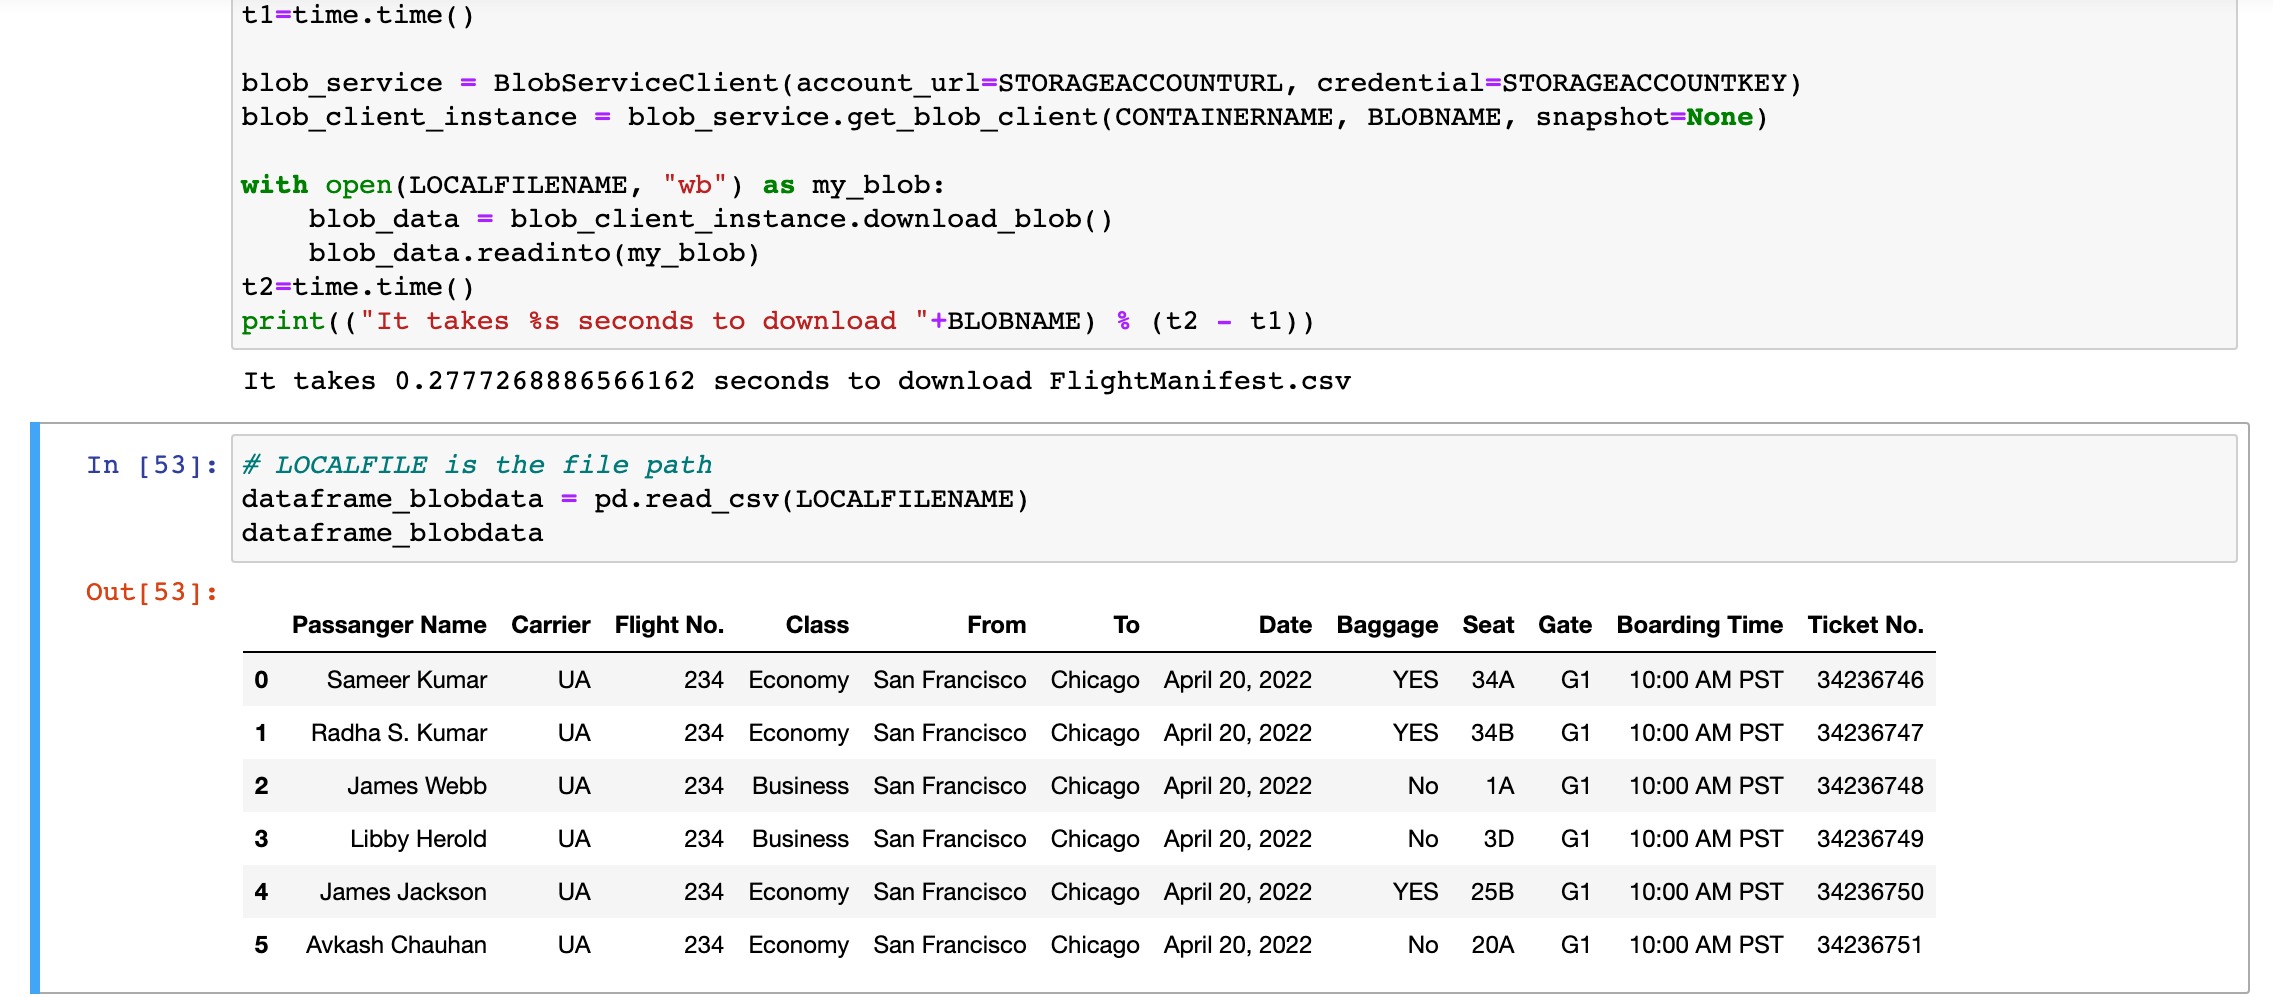 t1=time.time()
blob_service = BlobServiceClient(account_url=STORAGEACCOUNTURL, credential=STORAGEACCOUNTKEY)
blob_client_instance = blob_service.get_blob_client(CONTAINERNAME, BLOBNAME, snapshot=None)
with open(LOCALFILENAME, "wb") as my_blob:
    blob_data = blob_client_instance.download_blob()
    blob_data.readinto(my_blob)
t2=time.time()
print(("It takes %s seconds to download "+BLOBNAME) % (t2 - t1))
It takes 0.2777268886566162 seconds to download FlightManifest.csv
In [53]: # LOCALFILE is the file path
dataframe_blobdata = pd.read_csv(LOCALFILENAME)
dataframe_blobdata
Out[53]:
Passanger Name Carrier Flight No. Class From To Date Baggage Seat Gate Boarding Time Ticket No.
0 Sameer Kumar UA 234 Economy San Francisco Chicago April 20, 2022 YES 34A G1 10:00 AM PST 34236746
1 Radha S. Kumar UA 234 Economy San Francisco Chicago April 20, 2022 YES 34B G1 10:00 AM PST 34236747
2 James Webb UA 234 Business San Francisco Chicago April 20, 2022 No 1A G1 10:00 AM PST 34236748
3 Libby Herold UA 234 Business San Francisco Chicago April 20, 2022 No 3D G1 10:00 AM PST 34236749
4 James Jackson UA 234 Economy San Francisco Chicago April 20, 2022 YES 25B G1 10:00 AM PST 34236750
5 Avkash Chauhan UA 234 Economy San Francisco Chicago April 20, 2022 No 20A G1 10:00 AM PST 34236751